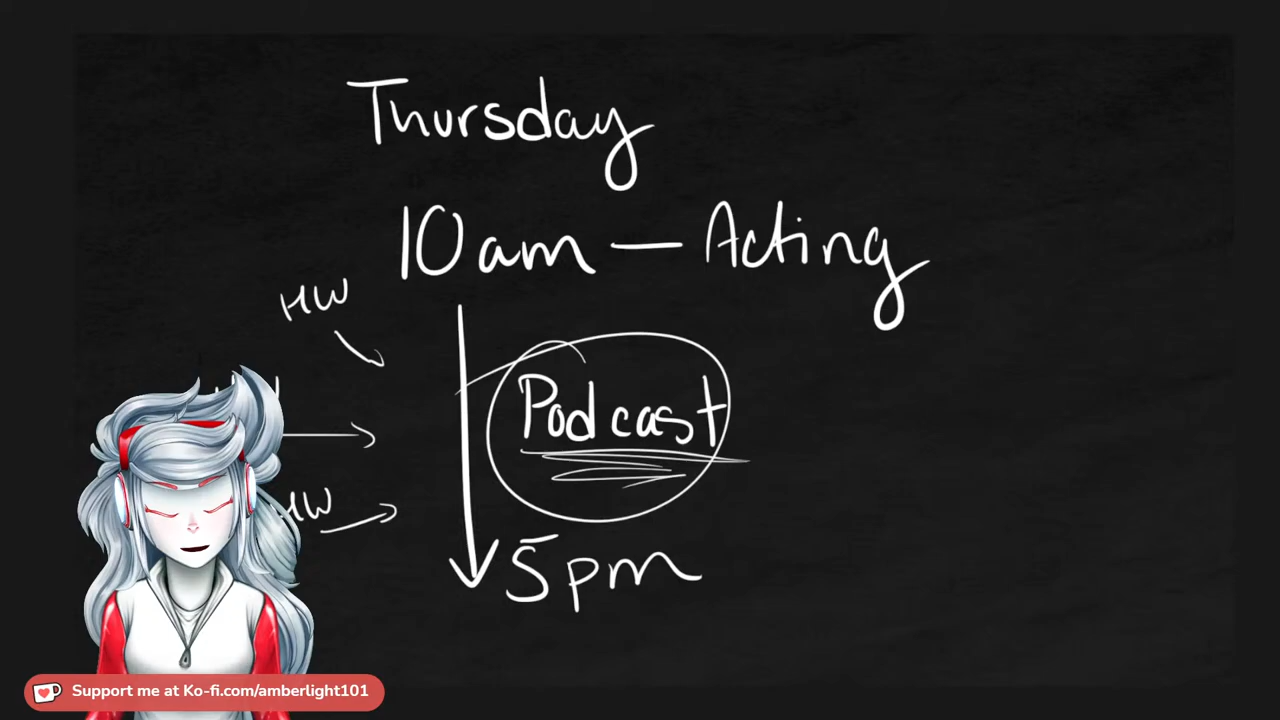 Thursday
10am — Acting
HW
Podcast
HW
5pm
Support me at Ko-fi.com/amberlight101